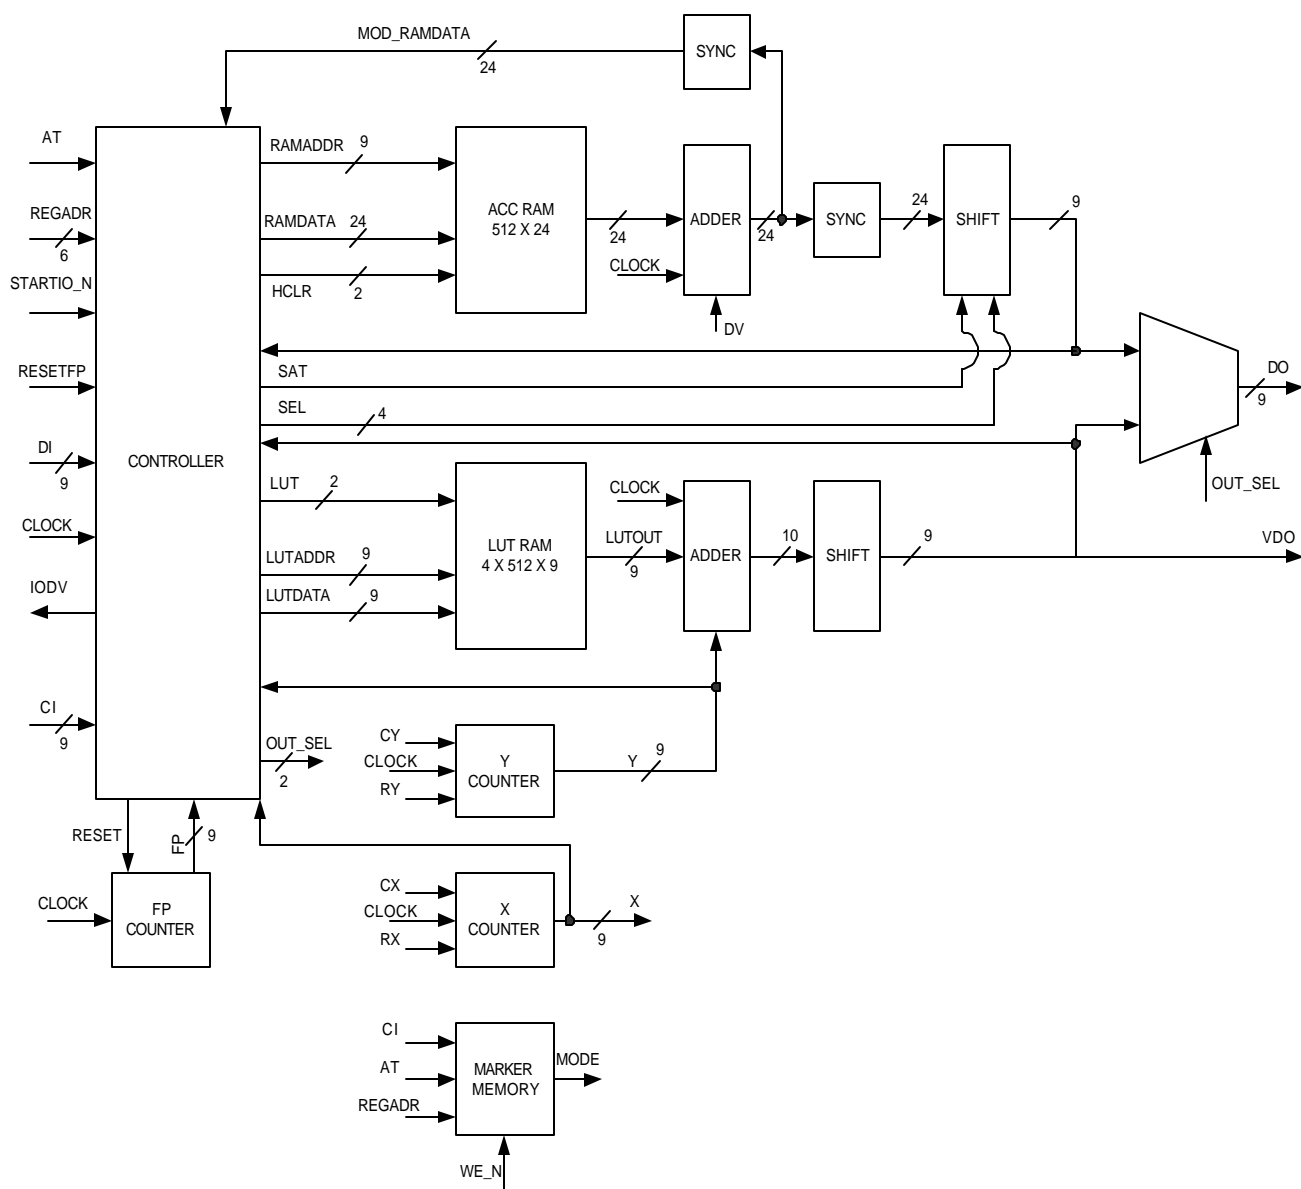 MOD_RAMDATA
24
SYNC
AT
REGADR
6
STARTIO_N
RESETFP
DI
9
CLOCK
IODV
CI
9
CONTROLLER
RAMADDR
9
RAMDATA
24
HCLR
2
ACC RAM
512 X 24
24
CLOCK
ADDER
DV
24
SYNC
24
SHIFT
9
SAT
SEL
4
DO
9
OUT_SEL
LUT
2
LUTADDR
9
LUTDATA
9
LUT RAM
4 X 512 X 9
CLOCK
LUTOUT
9
ADDER
10
SHIFT
9
VDO
OUT_SEL
2
CY
CLOCK
RY
Y
COUNTER
Y
9
RESET
FP
9
CLOCK
FP
COUNTER
CX
CLOCK
RX
X
COUNTER
X
9
CI
AT
REGADR
MARKER
MEMORY
MODE
WE_N